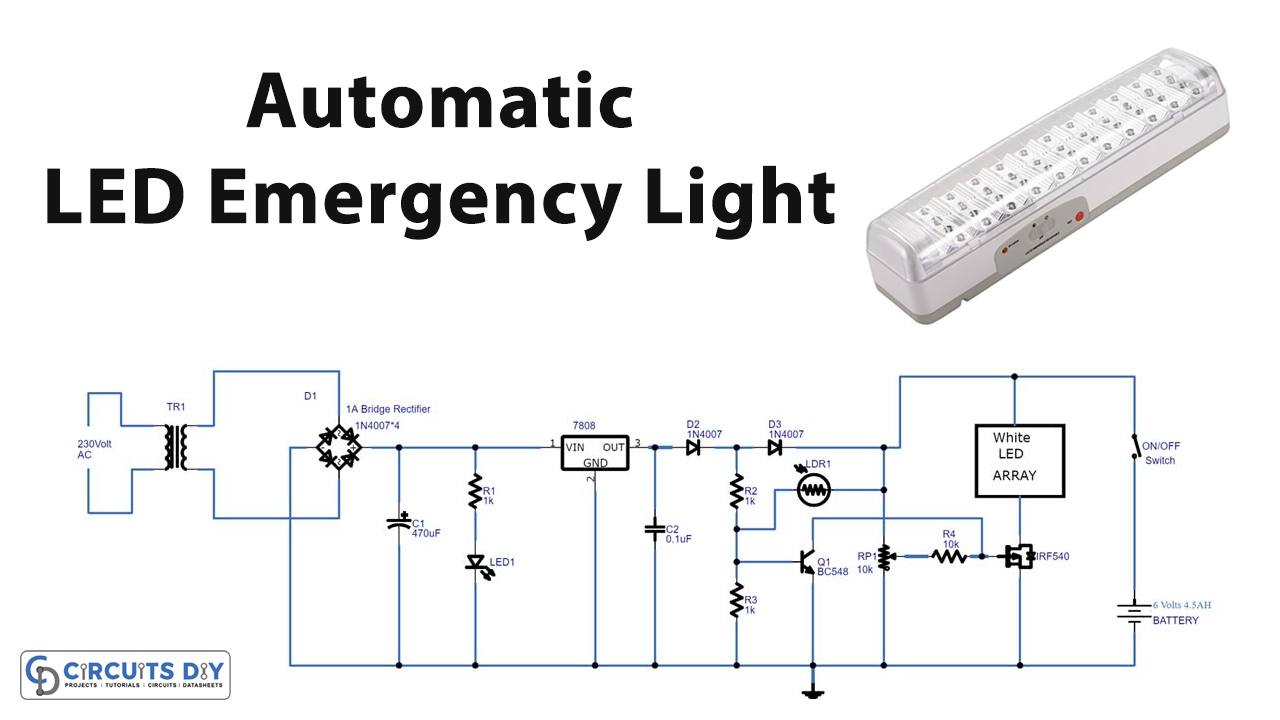 Automatic
LED Emergency Light
230Volt
AC
TR1
D1
1A Bridge Rectifier
1N4007*4
C1
470uF
R1
1k
LED1
7808
1
VIN OUT
GND
3
2
C2
0.1uF
D2
1N4007
D3
1N4007
R2
1k
LDR1
R3
1k
Q1
BC548
RP1
10k
R4
10k
IRF540
White
LED
ARRAY
ON/OFF
Switch
6 Volts 4.5AH
BATTERY
CD CIRCUITS DIY
PROJECTS | TUTORIALS | CIRCUITS | DATASHEETS